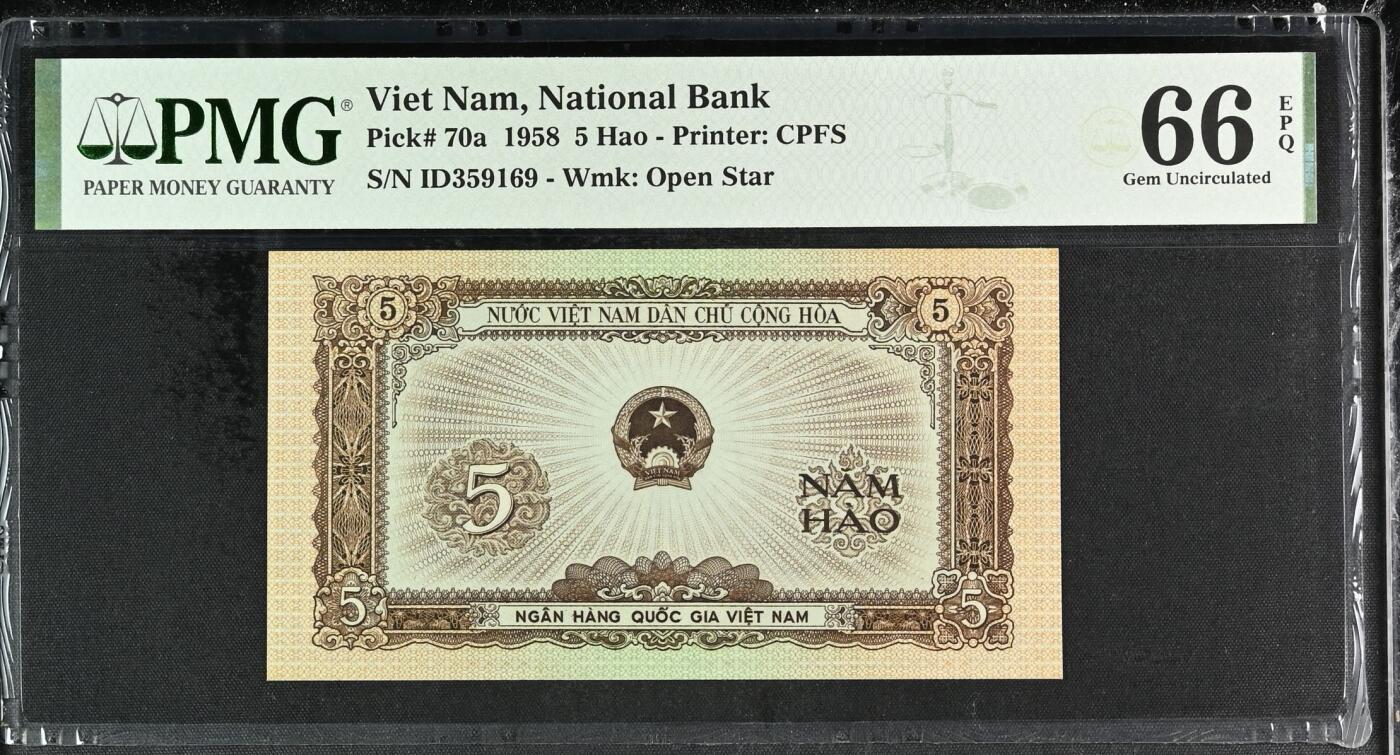 PMG®
PAPER MONEY GUARANTY
Viet Nam, National Bank
Pick# 70a 1958 5 Hao - Printer: CPFS
S/N ID359169 - Wmk: Open Star
66
EPQ
Gem Uncirculated
5
5
NƯỚC VIỆT NAM DÂN CHỦ CỘNG HÒA
VIỆT NAM
5
NĂM
HÀO
5
5
NGÂN HÀNG QUỐC GIA VIỆT NAM